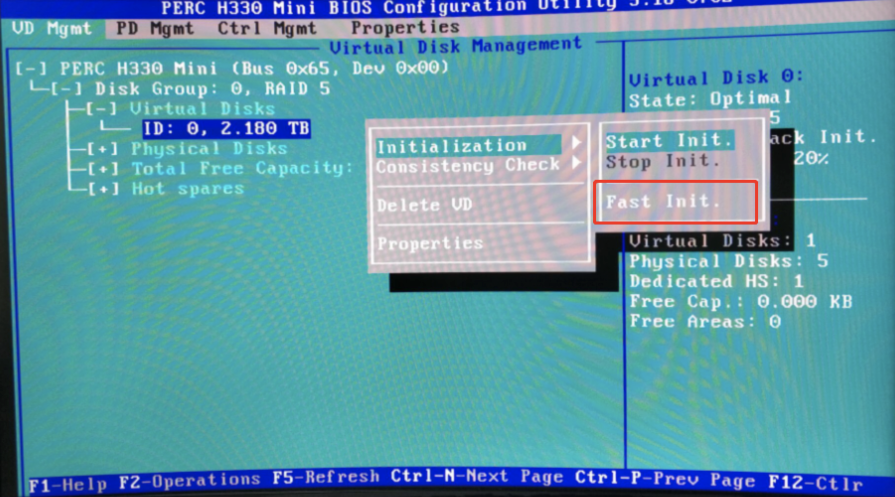 PERC H330 Mini BIOS Configuration Utility
VD Mgmt PD Mgmt Ctrl Mgmt Properties
Virtual Disk Management
[-] PERC H330 Mini (Bus 0x65, Dev 0x00)
[-] Disk Group: 0, RAID 5
[-] Virtual Disks
ID: 0, 2.180 TB
[+] Physical Disks
[+] Total Free Capacity:
[+] Hot spares
Initialization
Consistency Check
Delete VD
Properties
Start Init.
Stop Init.
Fast Init.
Virtual Disk 0:
State: Optimal
5
ack Init.
20%
Virtual Disks: 1
Physical Disks: 5
Dedicated HS: 1
Free Cap.: 0.000 KB
Free Areas: 0
F1-Help F2-Operations F5-Refresh Ctrl-N-Next Page Ctrl-P-Prev Page F12-Ctlr